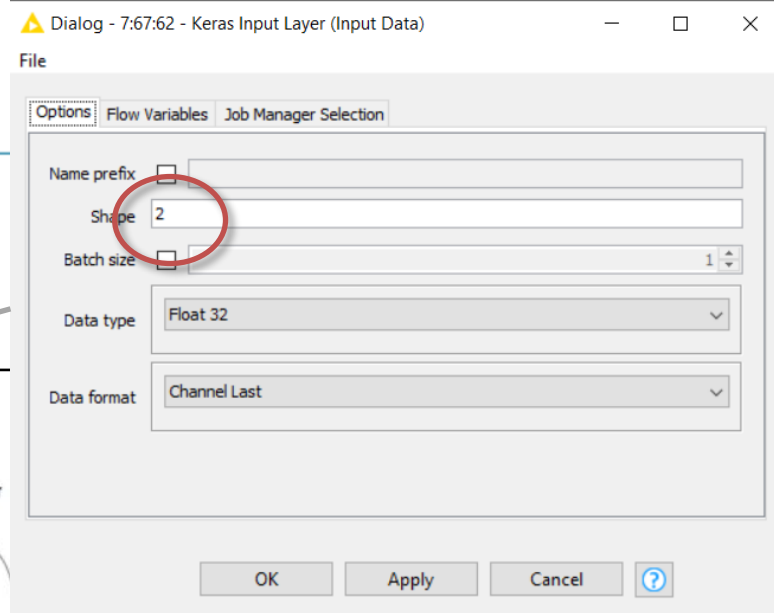 Dialog - 7:67:62 - Keras Input Layer (Input Data)
File
Options Flow Variables Job Manager Selection
Name prefix
Shape 2
Batch size 1
Data type Float 32
Data format Channel Last
OK Apply Cancel ?